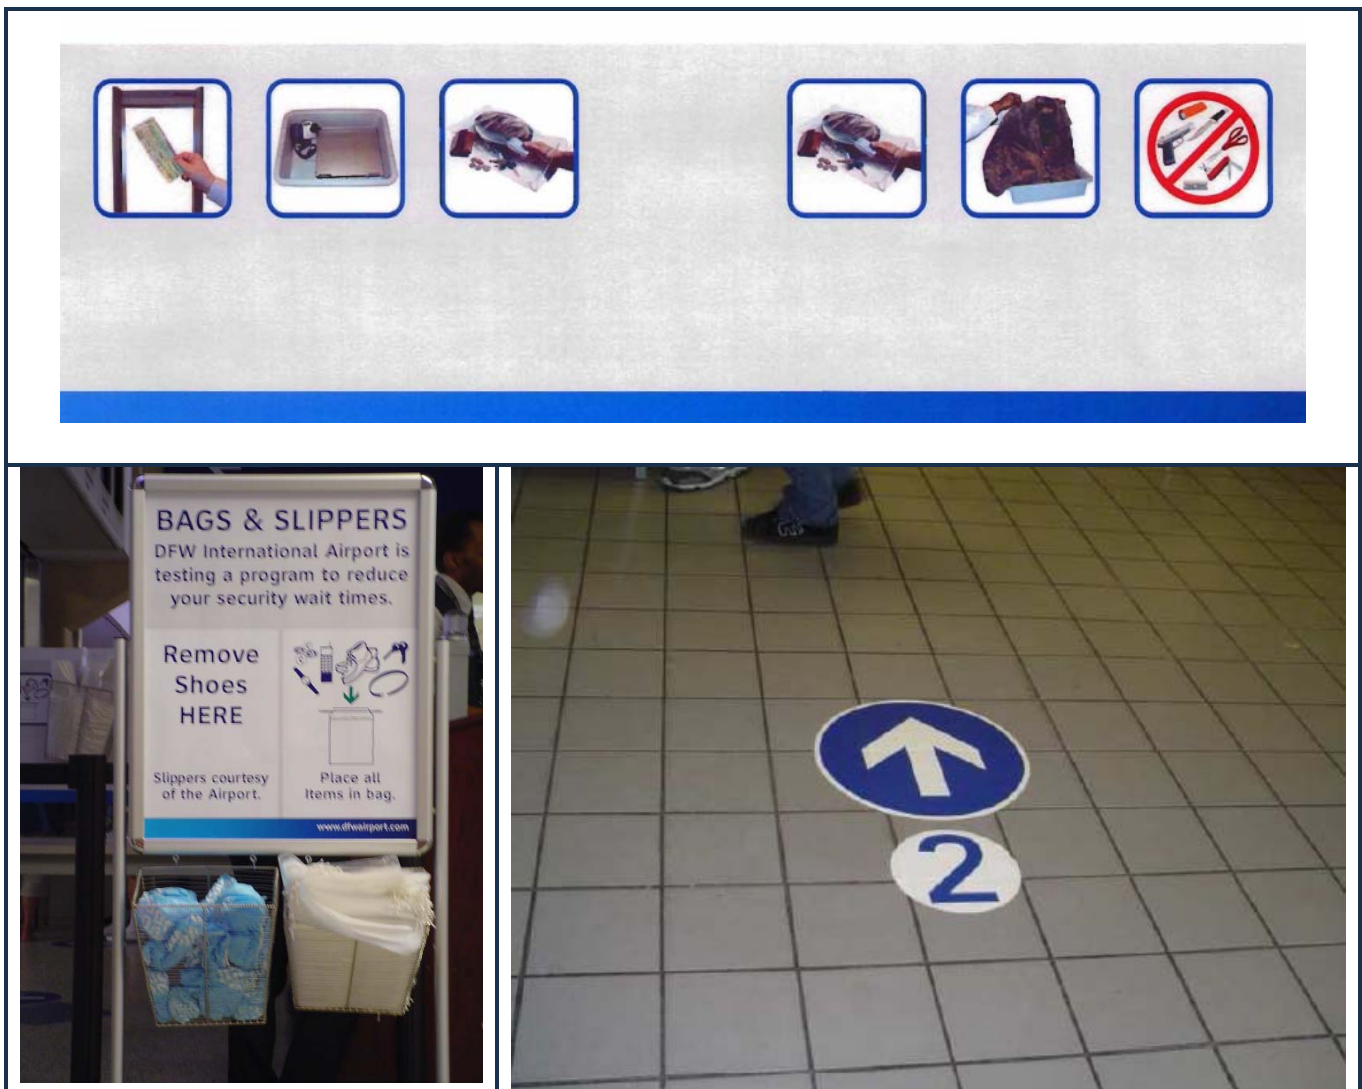 BAGS & SLIPPERS
DFW International Airport is
testing a program to reduce
your security wait times.
Remove
Shoes
HERE
Slippers courtesy
of the Airport.
Place all
Items in bag.
www.dfwairport.com
2